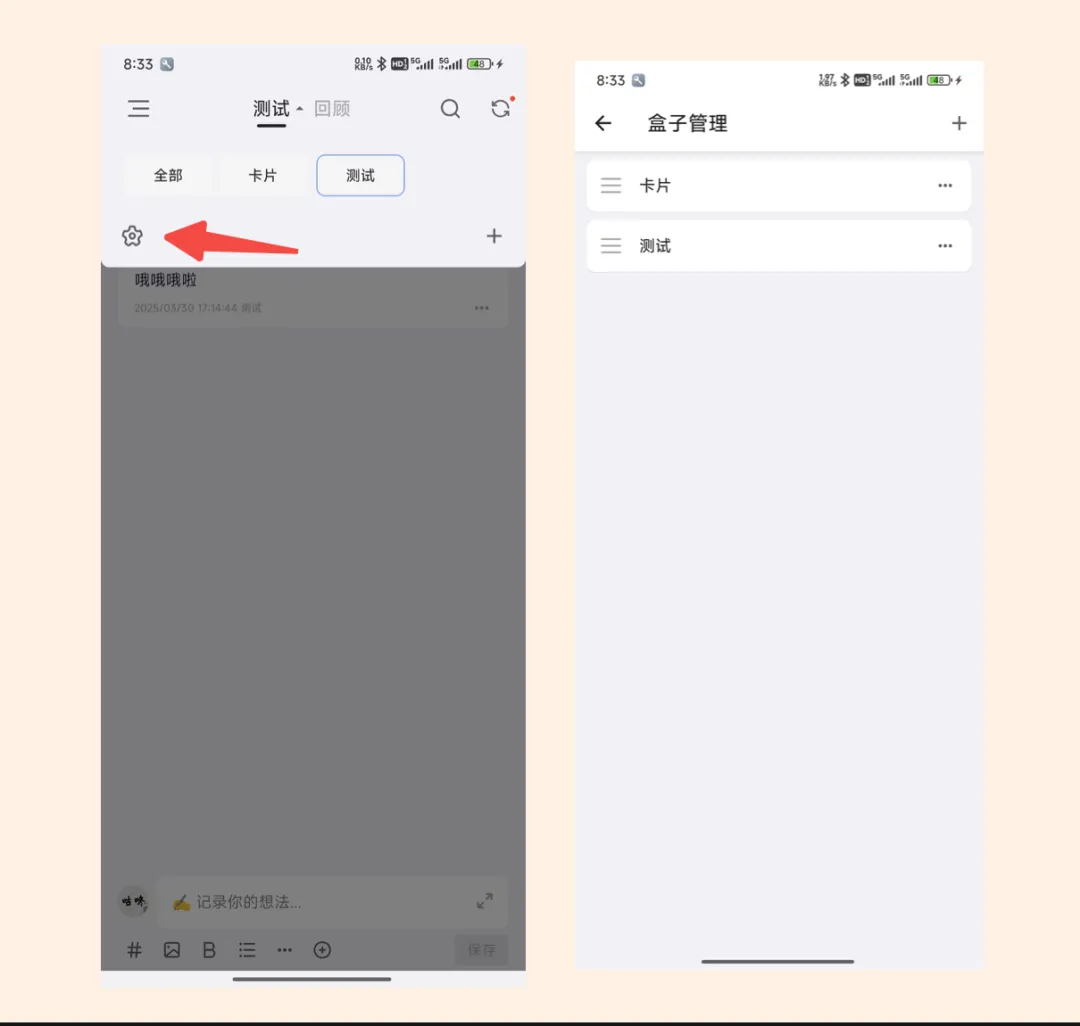 8:33
0.10 KB/s HD 5G 5G 48
测试 回顾
全部 卡片 测试
哦哦哦啦
2025/03/30 17:14:44 测试
咕咚
记录你的想法...
# B 保存
8:33
1.97 KB/s HD 5G 5G 48
盒子管理
卡片
测试